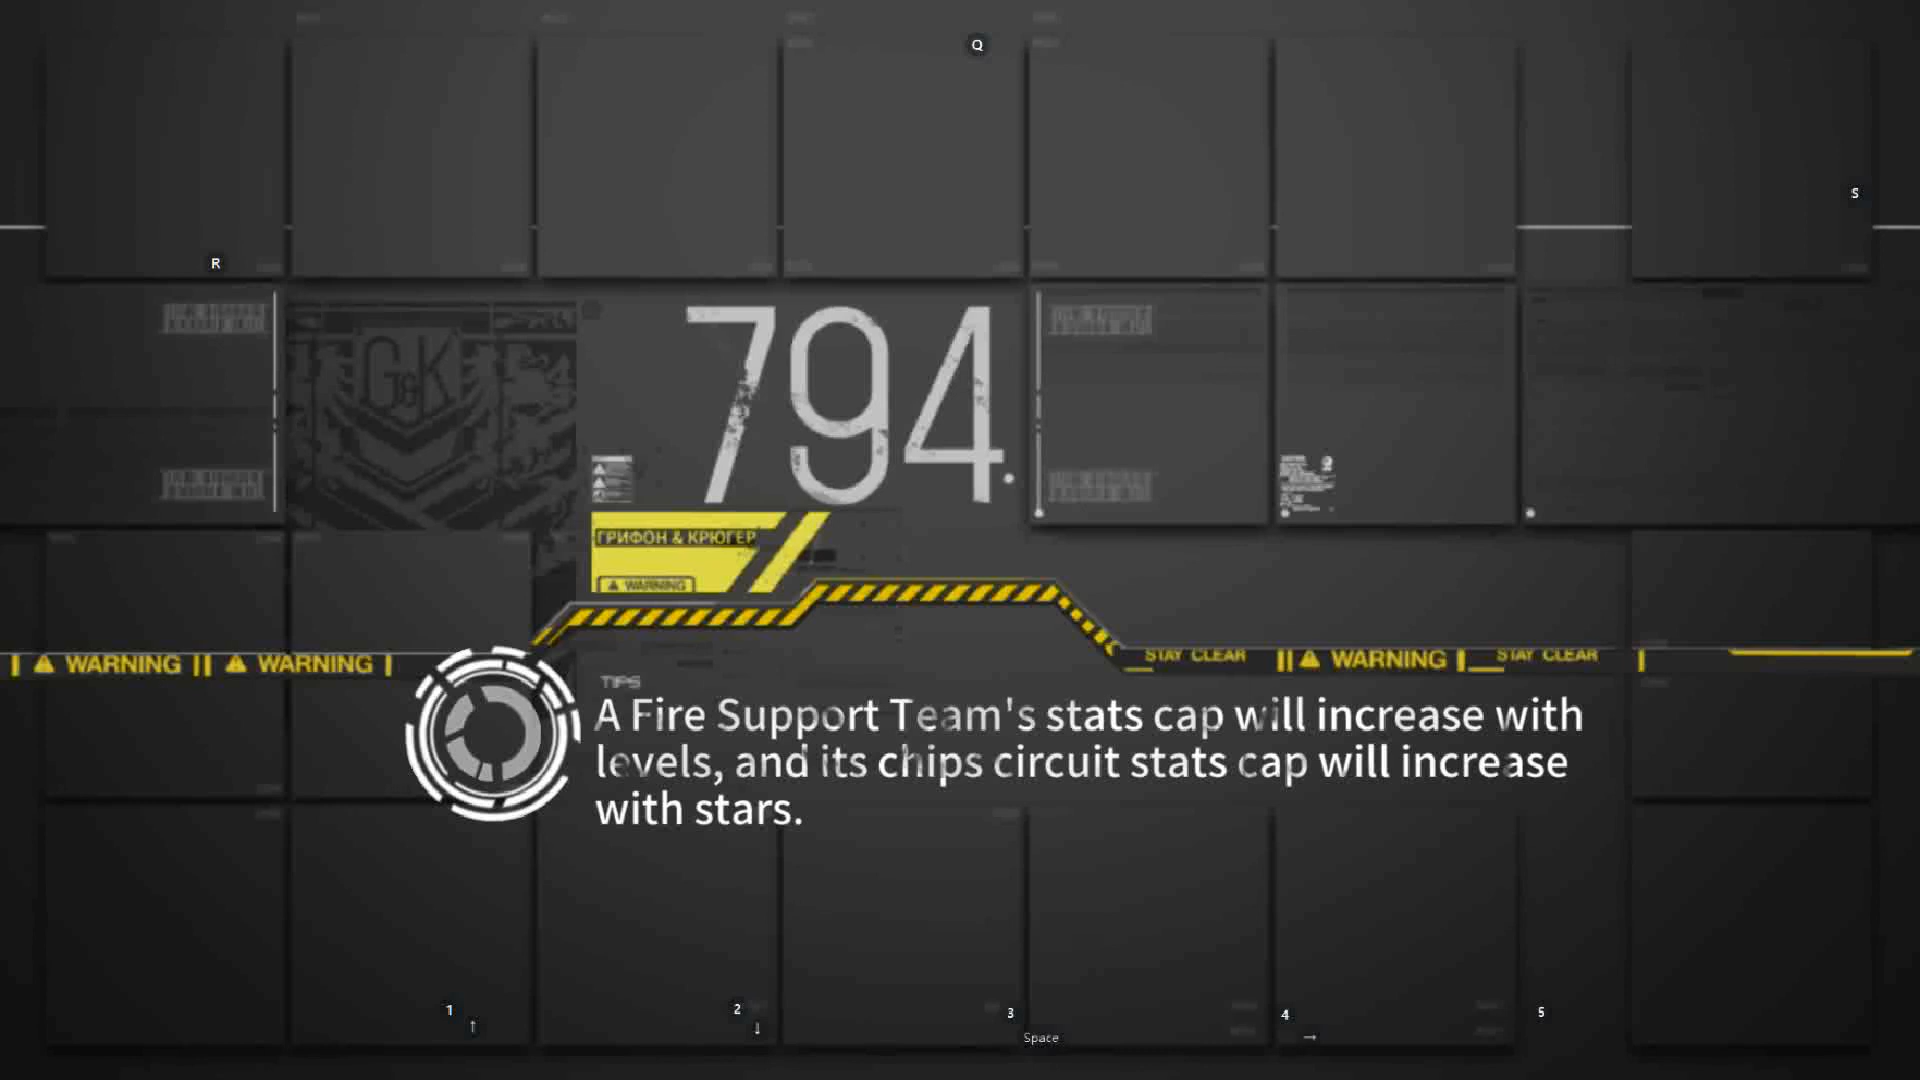 Q
S
R
G&K
794.
ГРИФОН & КРЮГЕР
WARNING
WARNING WARNING
STAY CLEAR WARNING STAY CLEAR
TIPS
A Fire Support Team's stats cap will increase with
levels, and its chips circuit stats cap will increase
with stars.
1 2 3 4 5
↑ ↓ Space →